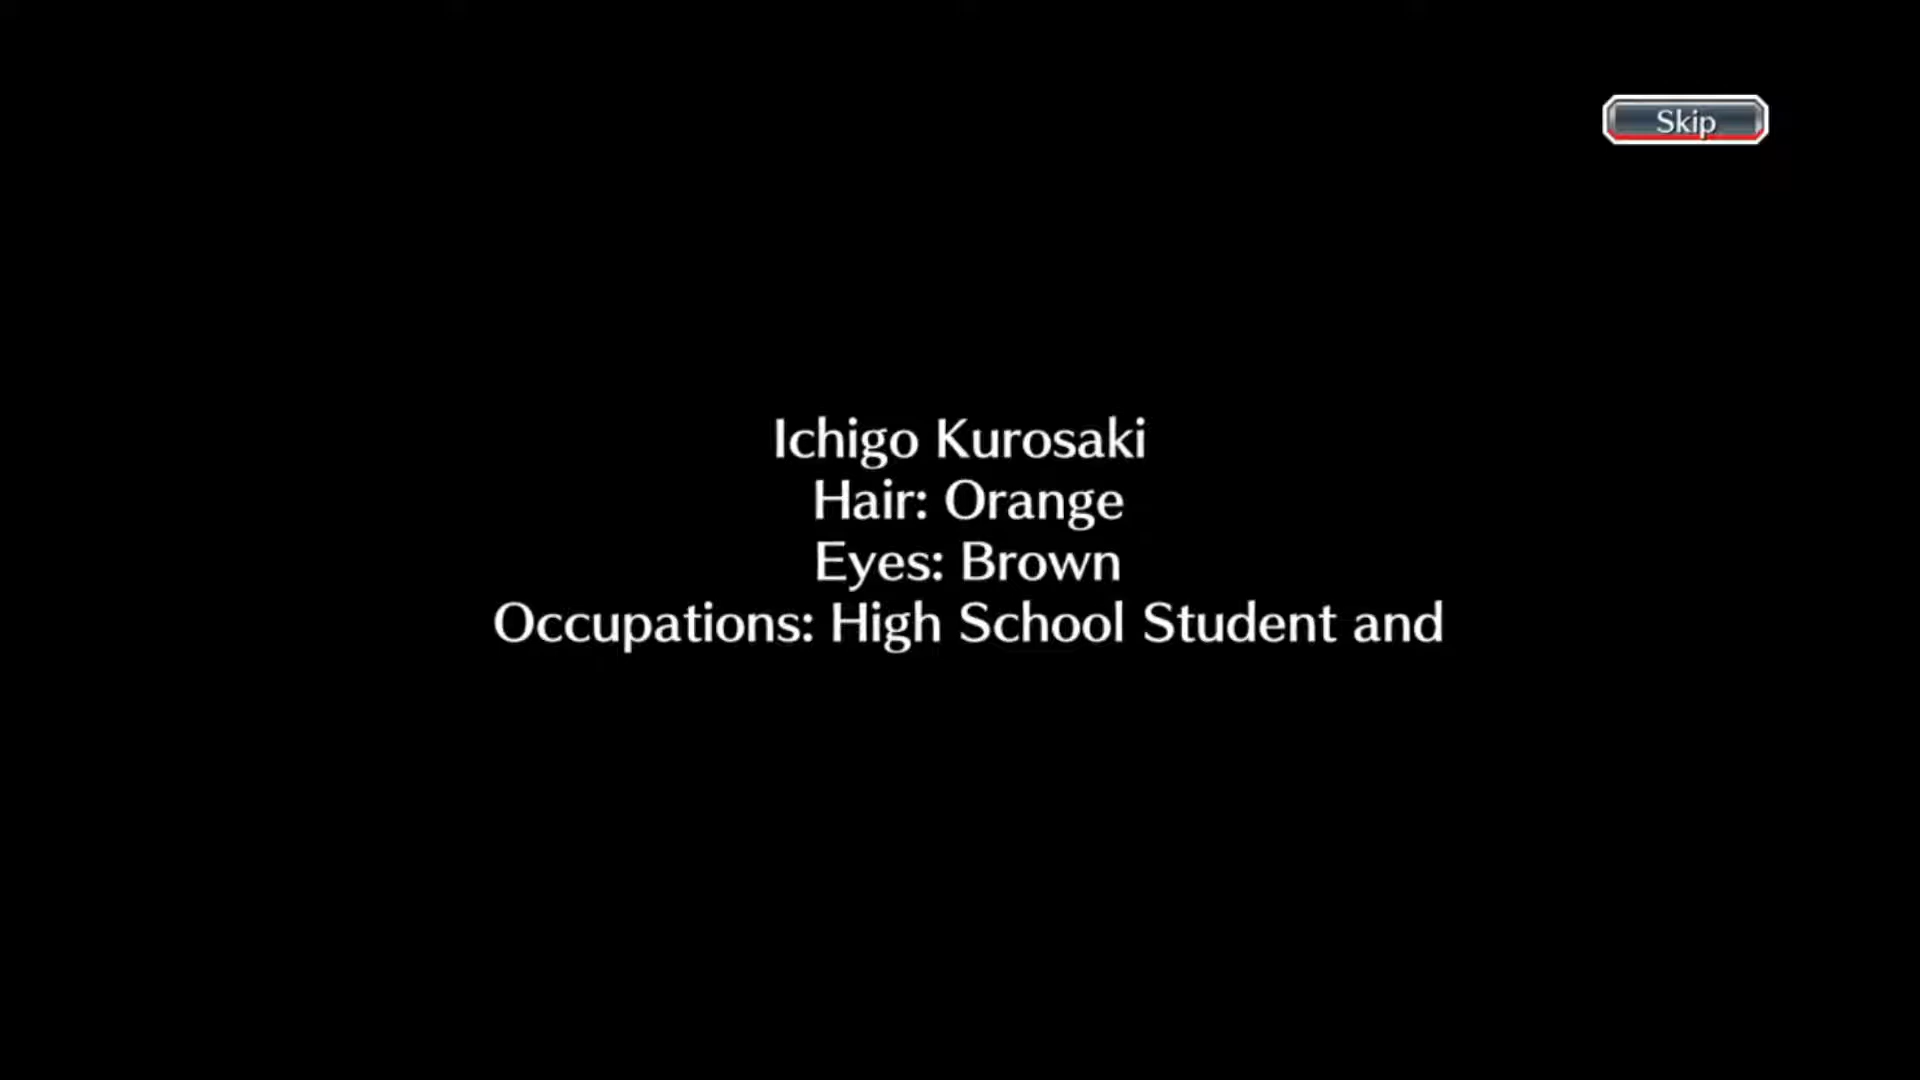 Skip
Ichigo Kurosaki
Hair: Orange
Eyes: Brown
Occupations: High School Student and